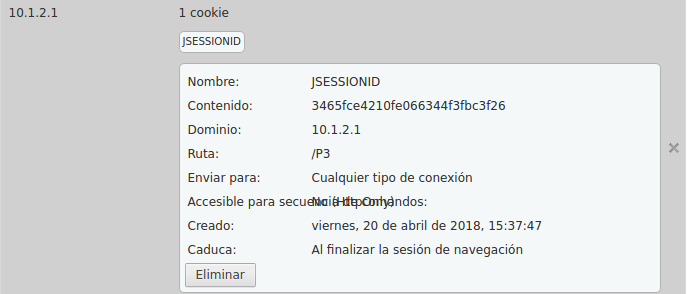 10.1.2.1
1 cookie
JSESSIONID
Nombre: JSESSIONID
Contenido: 3465fce4210fe066344f3fbc3f26
Dominio: 10.1.2.1
Ruta: /P3
Enviar para: Cualquier tipo de conexión
Accesible para secuencia de comandos: No (HttpOnly)
Creado: viernes, 20 de abril de 2018, 15:37:47
Caduca: Al finalizar la sesión de navegación
Eliminar